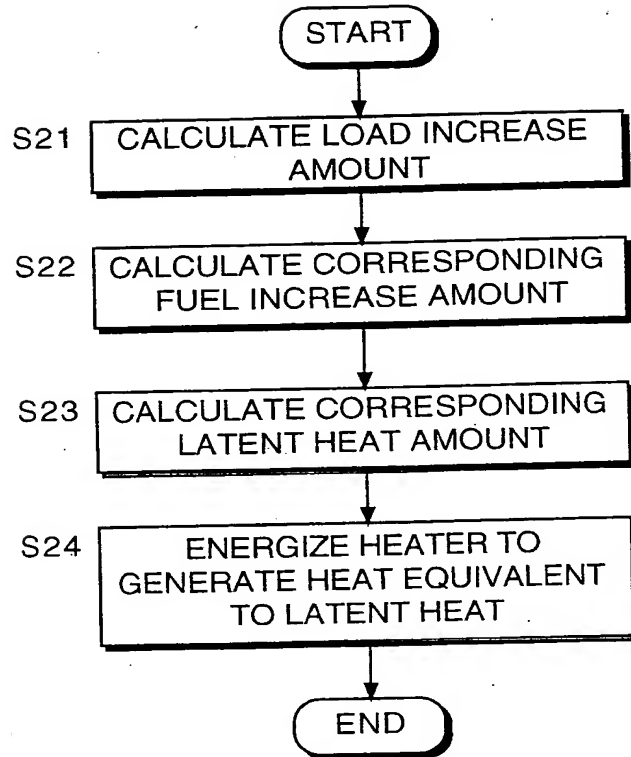 START
S21 CALCULATE LOAD INCREASE
AMOUNT
S22 CALCULATE CORRESPONDING
FUEL INCREASE AMOUNT
S23 CALCULATE CORRESPONDING
LATENT HEAT AMOUNT
S24 ENERGIZE HEATER TO
GENERATE HEAT EQUIVALENT
TO LATENT HEAT
END